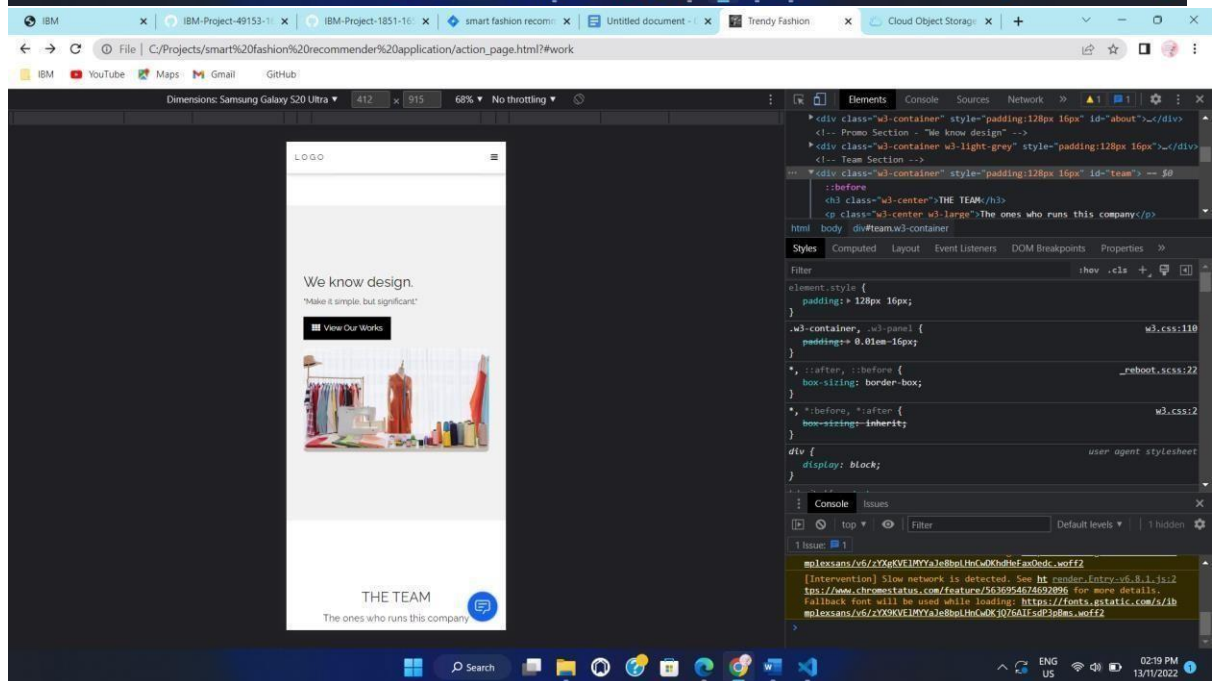 IBM
IBM-Project-49153-1
IBM-Project-1851-16
smart fashion recomm
Untitled document -
Trendy Fashion
Cloud Object Storage
File | C:/Projects/smart%20fashion%20recommender%20application/action_page.html?#work
IBM YouTube Maps Gmail GitHub
Dimensions: Samsung Galaxy S20 Ultra ▼ 412 x 915 68% ▼ No throttling ▼
Elements Console Sources Network » 1 1
<div class="w3-container" style="padding:128px 16px" id="about">…</div>
<!-- Promo Section - "We know design" -->
<div class="w3-container w3-light-grey" style="padding:128px 16px">…</div>
<!-- Team Section -->
<div class="w3-container" style="padding:128px 16px" id="team"> == $0
::before
<h3 class="w3-center">THE TEAM</h3>
<p class="w3-center w3-large">The ones who runs this company</p>
html body div#team.w3-container
Styles Computed Layout Event Listeners DOM Breakpoints Properties »
Filter :hov .cls +
element.style {
padding: 128px 16px;
}
.w3-container, .w3-panel { w3.css:110
padding: 0.01em 16px;
}
*, ::after, ::before { _reboot.scss:22
box-sizing: border-box;
}
*, *:before, *:after { w3.css:2
box-sizing: inherit;
}
div { user agent stylesheet
display: block;
}
Console Issues
top ▼ Filter Default levels ▼ 1 hidden
1 Issue: 1
mplexsans/v6/zYXgKVElMYYaJe8bpLHnCwDKhdHeFaxOedc.woff2
[Intervention] Slow network is detected. See ht render.Entry-v6.8.1.js:2
tps://www.chromestatus.com/feature/5636954674692096 for more details.
Fallback font will be used while loading: https://fonts.gstatic.com/s/ib
mplexsans/v6/zYX9KVElMYYaJe8bpLHnCwDKjQ76AIFsdP3pBms.woff2
LOGO
We know design.
"Make it simple, but significant."
View Our Works
THE TEAM
The ones who runs this company
Search
ENG
US
02:19 PM
13/11/2022
1